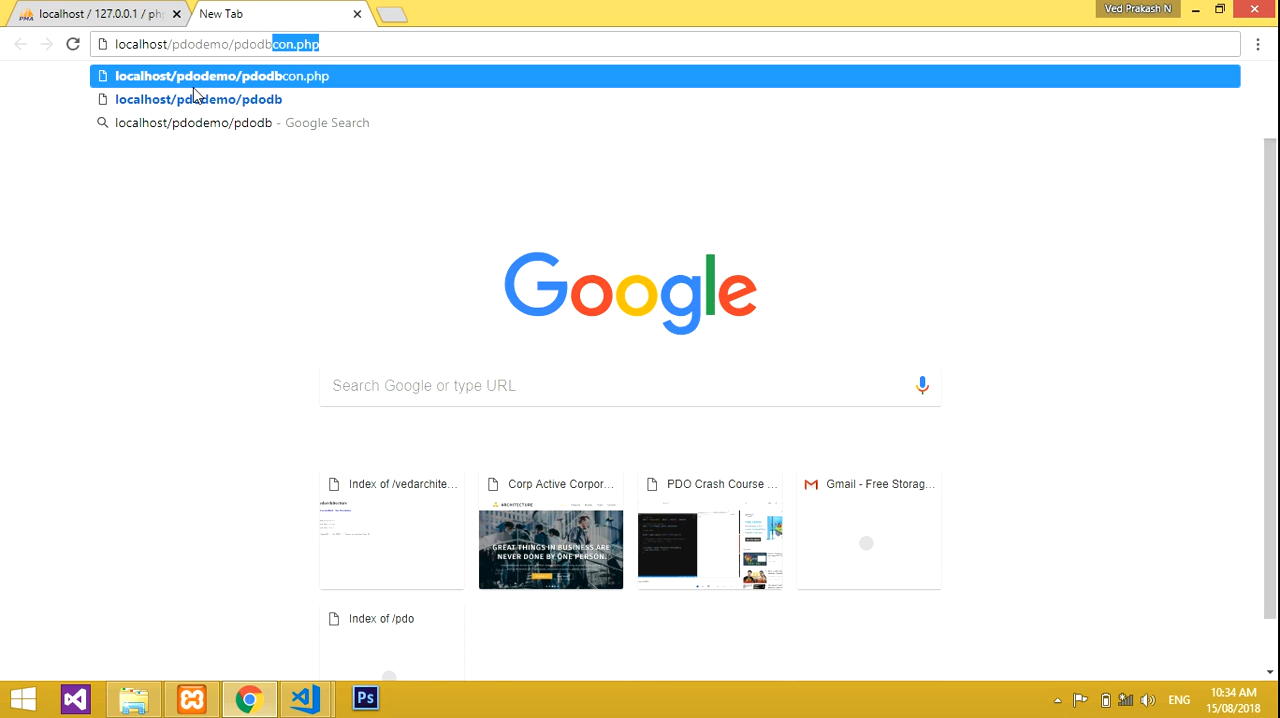 localhost / 127.0.0.1 / php
New Tab
Ved Prakash N
localhost/pdodemo/pdodbcon.php
localhost/pdodemo/pdodbcon.php
localhost/pdodemo/pdodb
localhost/pdodemo/pdodb - Google Search
Google
Search Google or type URL
Index of /vedarchite...
Corp Active Corpor...
PDO Crash Course ...
Gmail - Free Storag...
ARCHITECTURE
GREAT THINGS IN BUSINESS ARE
NEVER DONE BY ONE PERSON.
Index of /pdo
Ps
ENG
10:34 AM
15/08/2018